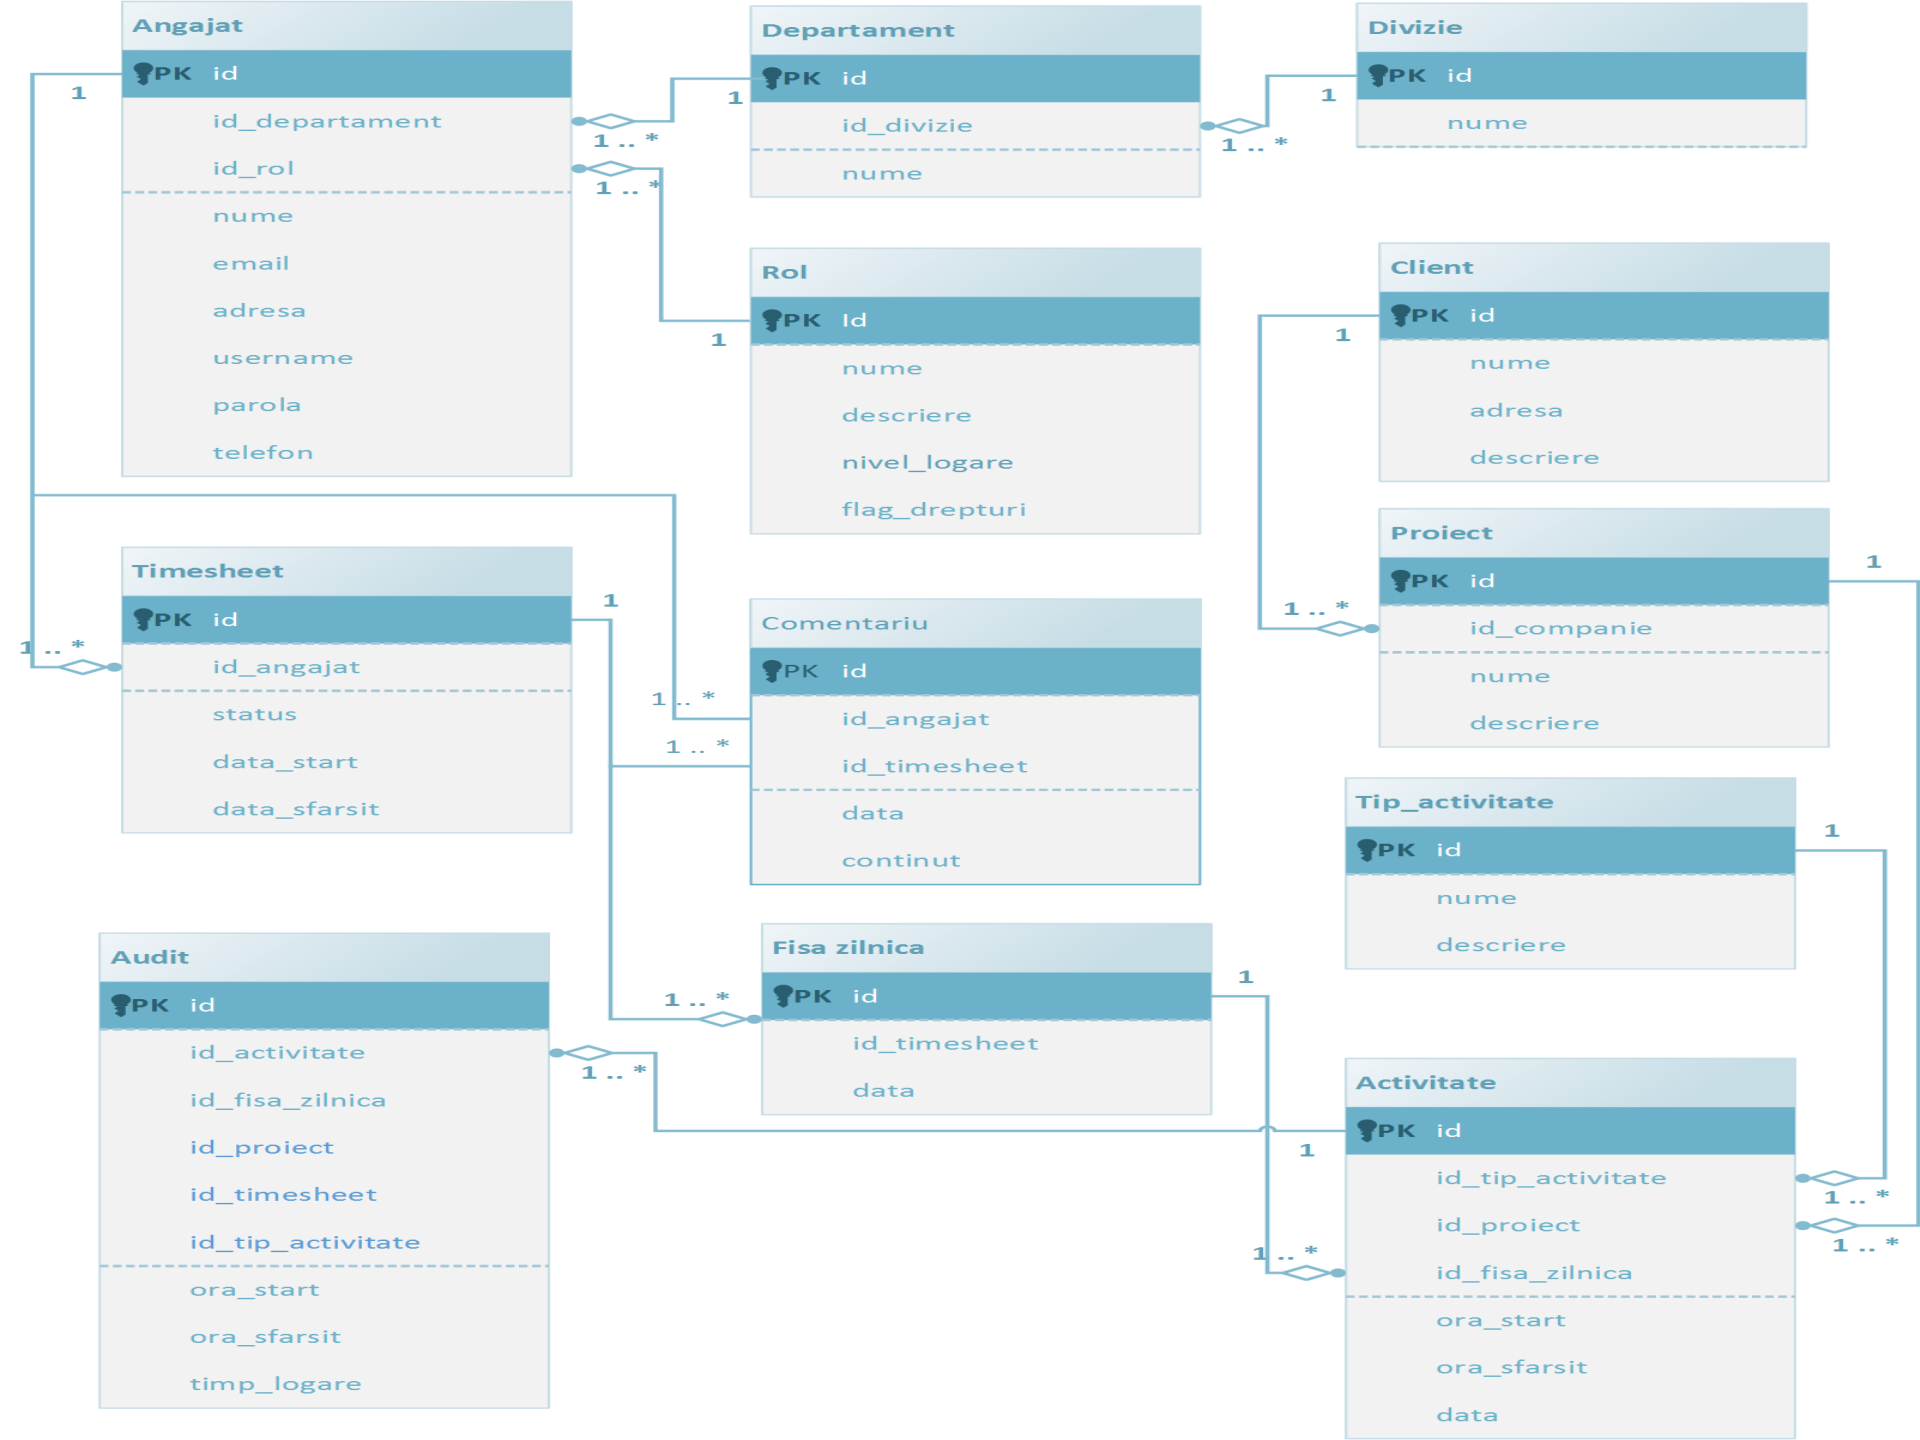 Angajat
PK id
id_departament
id_rol
nume
email
adresa
username
parola
telefon
1
1 .. *
1 .. *
Departament
PK id
id_divizie
nume
1
1 .. *
Divizie
PK id
nume
1
Rol
PK Id
nume
descriere
nivel_logare
flag_drepturi
1
Client
PK id
nume
adresa
descriere
1
Proiect
PK id
id_companie
nume
descriere
1
1 .. *
Timesheet
PK id
id_angajat
status
data_start
data_sfarsit
1
1 .. *
Comentariu
PK id
id_angajat
id_timesheet
data
continut
1 .. *
1 .. *
Tip_activitate
PK id
nume
descriere
1
Audit
PK id
id_activitate
id_fisa_zilnica
id_proiect
id_timesheet
id_tip_activitate
ora_start
ora_sfarsit
timp_logare
1 .. *
Fisa zilnica
PK id
id_timesheet
data
1
1 .. *
Activitate
PK id
id_tip_activitate
id_proiect
id_fisa_zilnica
ora_start
ora_sfarsit
data
1
1 .. *
1 .. *
1 .. *